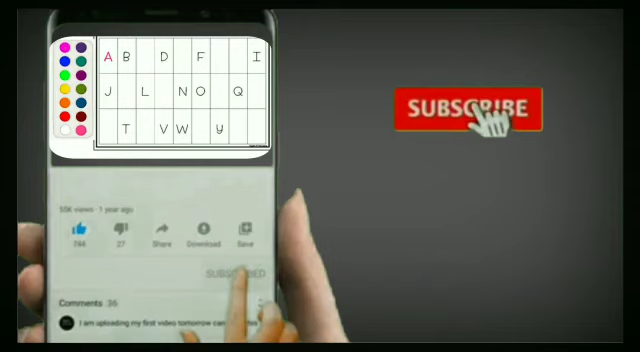 A B D F I
J L N O Q
T V W Y
SUBSCRIBE
55K views · 1 year ago
744 27 Share Download Save
SUBSCRIBED
Comments 36
I am uploading my first video tomorrow can